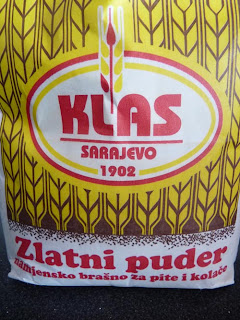 KLAS
SARAJEVO
1902
Zlatni puder
namjensko brašno za pite i kolače